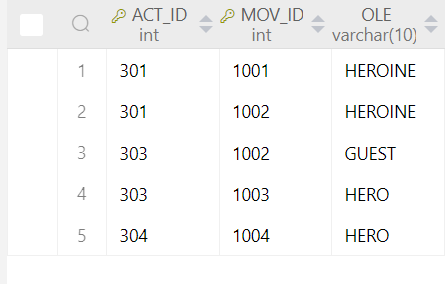 ACT_ID MOV_ID OLE
int int varchar(10)
1 301 1001 HEROINE
2 301 1002 HEROINE
3 303 1002 GUEST
4 303 1003 HERO
5 304 1004 HERO